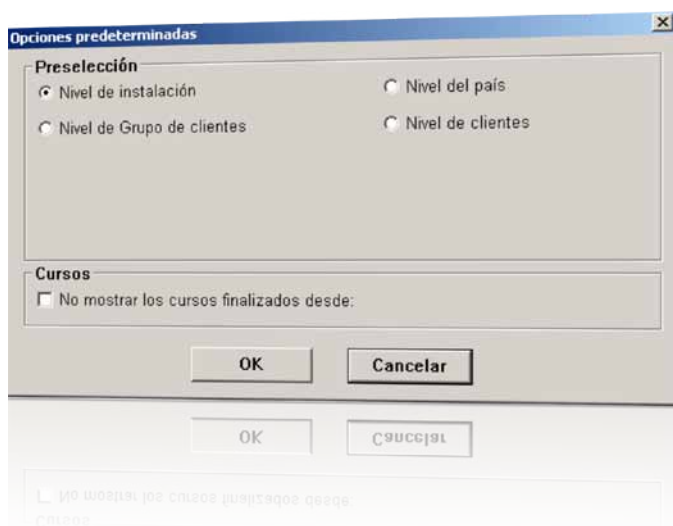 Opciones predeterminadas
Preselección
Nivel de instalación
Nivel del país
Nivel de Grupo de clientes
Nivel de clientes
Cursos
No mostrar los cursos finalizados desde:
OK
Cancelar